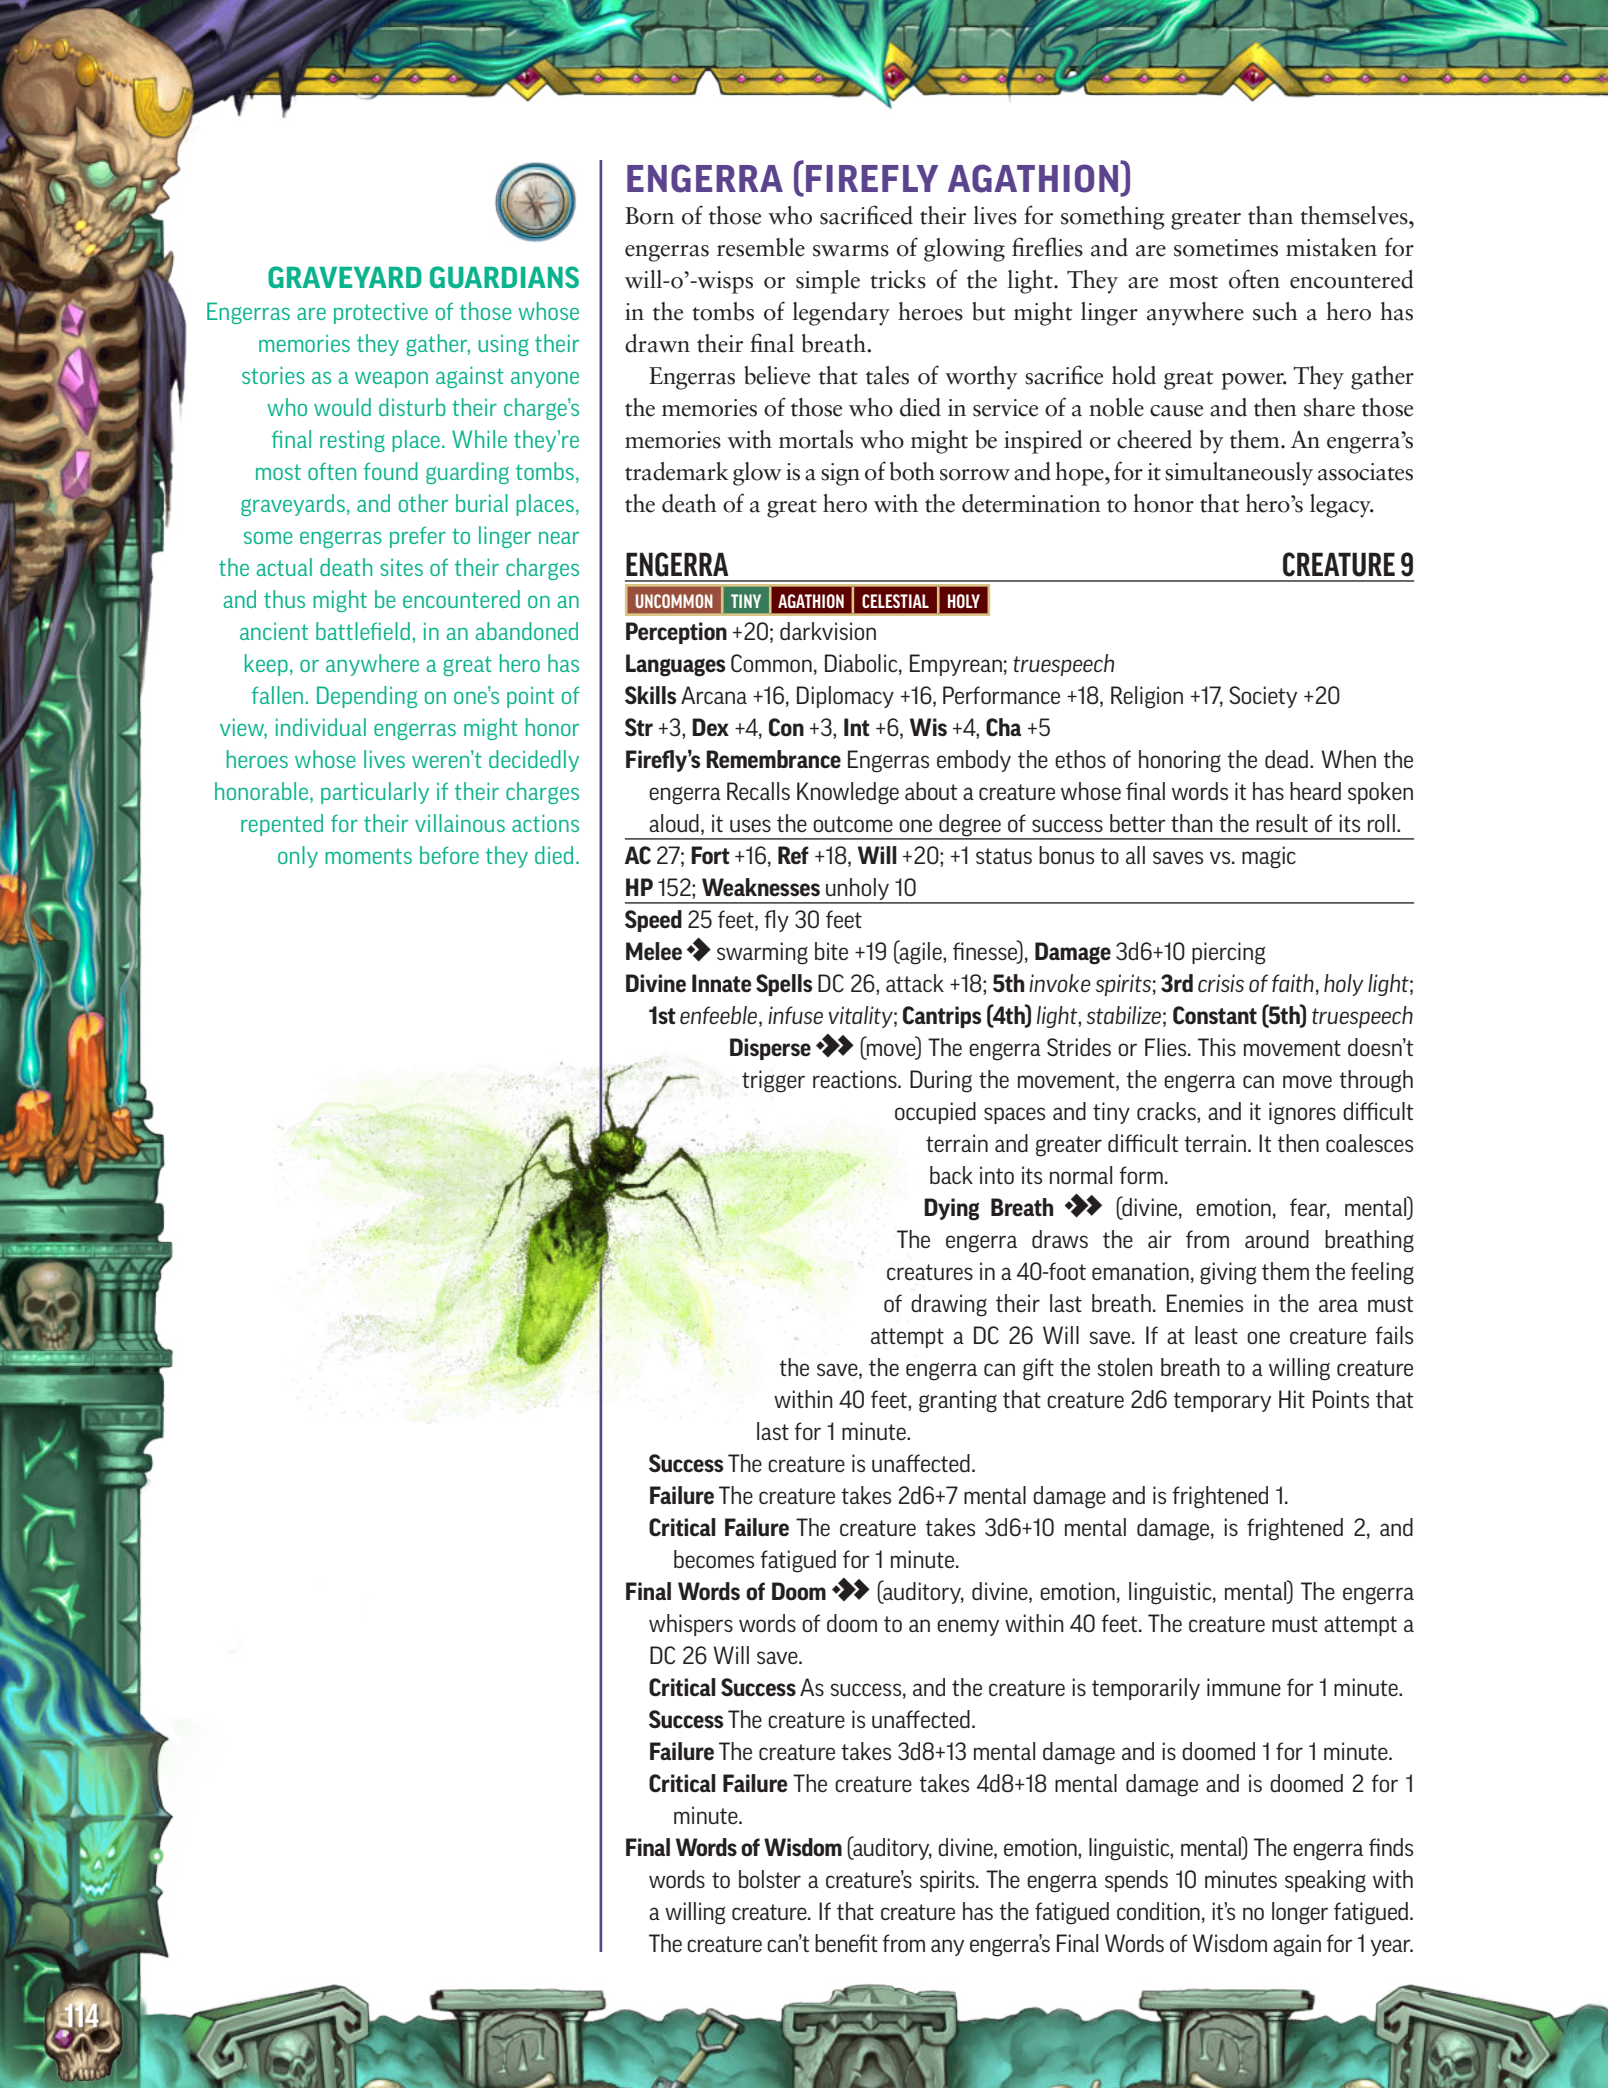 GRAVEYARD GUARDIANS
Engerras are protective of those whose
memories they gather, using their
stories as a weapon against anyone
who would disturb their charge's
final resting place. While they're
most often found guarding tombs,
graveyards, and other burial places,
some engerras prefer to linger near
the actual death sites of their charges
and thus might be encountered on an
ancient battlefield, in an abandoned
keep, or anywhere a great hero has
fallen. Depending on one's point of
view, individual engerras might honor
heroes whose lives weren't decidedly
honorable, particularly if their charges
repented for their villainous actions
only moments before they died.
ENGERRA (FIREFLY AGATHION)
Born of those who sacrificed their lives for something greater than themselves,
engerras resemble swarms of glowing fireflies and are sometimes mistaken for
will-o'-wisps or simple tricks of the light. They are most often encountered
in the tombs of legendary heroes but might linger anywhere such a hero has
drawn their final breath.
Engerras believe that tales of worthy sacrifice hold great power. They gather
the memories of those who died in service of a noble cause and then share those
memories with mortals who might be inspired or cheered by them. An engerra's
trademark glow is a sign of both sorrow and hope, for it simultaneously associates
the death of a great hero with the determination to honor that hero's legacy.
ENGERRA CREATURE 9
UNCOMMON TINY AGATHION CELESTIAL HOLY
Perception +20; darkvision
Languages Common, Diabolic, Empyrean; truespeech
Skills Arcana +16, Diplomacy +16, Performance +18, Religion +17, Society +20
Str +3, Dex +4, Con +3, Int +6, Wis +4, Cha +5
Firefly's Remembrance Engerras embody the ethos of honoring the dead. When the
engerra Recalls Knowledge about a creature whose final words it has heard spoken
aloud, it uses the outcome one degree of success better than the result of its roll.
AC 27; Fort +16, Ref +18, Will +20; +1 status bonus to all saves vs. magic
HP 152; Weaknesses unholy 10
Speed 25 feet, fly 30 feet
Melee swarming bite +19 (agile, finesse), Damage 3d6+10 piercing
Divine Innate Spells DC 26, attack +18; 5th invoke spirits; 3rd crisis of faith, holy light;
1st enfeeble, infuse vitality; Cantrips (4th) light, stabilize; Constant (5th) truespeech
Disperse (move) The engerra Strides or Flies. This movement doesn't
trigger reactions. During the movement, the engerra can move through
occupied spaces and tiny cracks, and it ignores difficult
terrain and greater difficult terrain. It then coalesces
back into its normal form.
Dying Breath (divine, emotion, fear, mental)
The engerra draws the air from around breathing
creatures in a 40-foot emanation, giving them the feeling
of drawing their last breath. Enemies in the area must
attempt a DC 26 Will save. If at least one creature fails
the save, the engerra can gift the stolen breath to a willing creature
within 40 feet, granting that creature 2d6 temporary Hit Points that
last for 1 minute.
Success The creature is unaffected.
Failure The creature takes 2d6+7 mental damage and is frightened 1.
Critical Failure The creature takes 3d6+10 mental damage, is frightened 2, and
becomes fatigued for 1 minute.
Final Words of Doom (auditory, divine, emotion, linguistic, mental) The engerra
whispers words of doom to an enemy within 40 feet. The creature must attempt a
DC 26 Will save.
Critical Success As success, and the creature is temporarily immune for 1 minute.
Success The creature is unaffected.
Failure The creature takes 3d8+13 mental damage and is doomed 1 for 1 minute.
Critical Failure The creature takes 4d8+18 mental damage and is doomed 2 for 1
minute.
Final Words of Wisdom (auditory, divine, emotion, linguistic, mental) The engerra finds
words to bolster a creature's spirits. The engerra spends 10 minutes speaking with
a willing creature. If that creature has the fatigued condition, it's no longer fatigued.
The creature can't benefit from any engerra's Final Words of Wisdom again for 1 year.
114